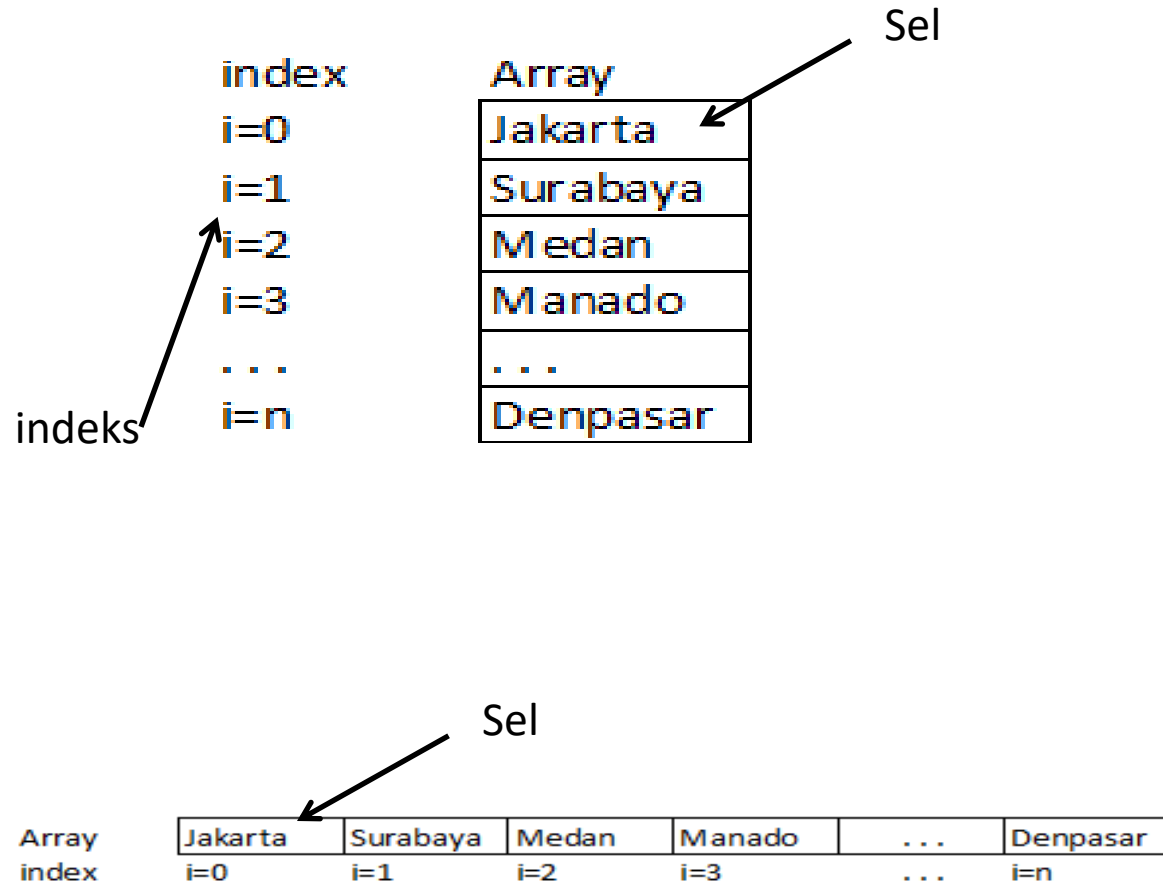 Sel
index Array
i=0 Jakarta
i=1 Surabaya
i=2 Medan
i=3 Manado
. . . . . .
i=n Denpasar
indeks
Sel
Array Jakarta Surabaya Medan Manado . . . Denpasar
index i=0 i=1 i=2 i=3 . . . i=n